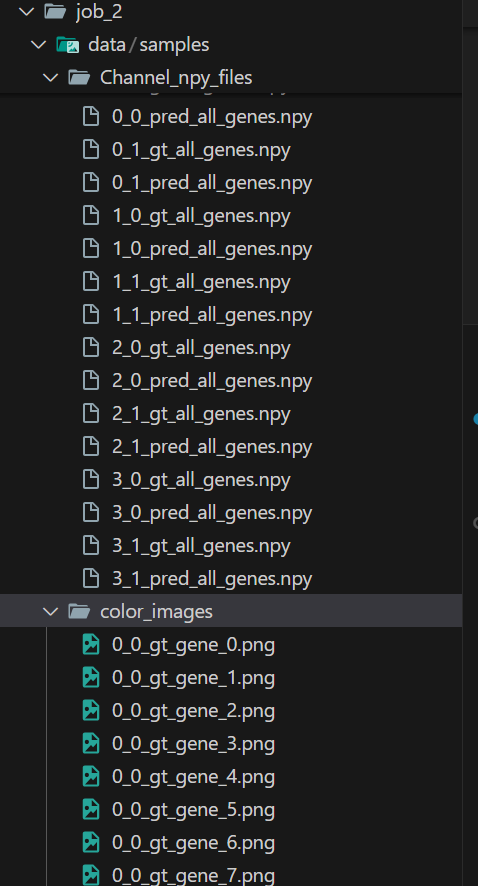 job_2
data/samples
Channel_npy_files
0_0_pred_all_genes.npy
0_1_gt_all_genes.npy
0_1_pred_all_genes.npy
1_0_gt_all_genes.npy
1_0_pred_all_genes.npy
1_1_gt_all_genes.npy
1_1_pred_all_genes.npy
2_0_gt_all_genes.npy
2_0_pred_all_genes.npy
2_1_gt_all_genes.npy
2_1_pred_all_genes.npy
3_0_gt_all_genes.npy
3_0_pred_all_genes.npy
3_1_gt_all_genes.npy
3_1_pred_all_genes.npy
color_images
0_0_gt_gene_0.png
0_0_gt_gene_1.png
0_0_gt_gene_2.png
0_0_gt_gene_3.png
0_0_gt_gene_4.png
0_0_gt_gene_5.png
0_0_gt_gene_6.png
0_0_gt_gene_7.png